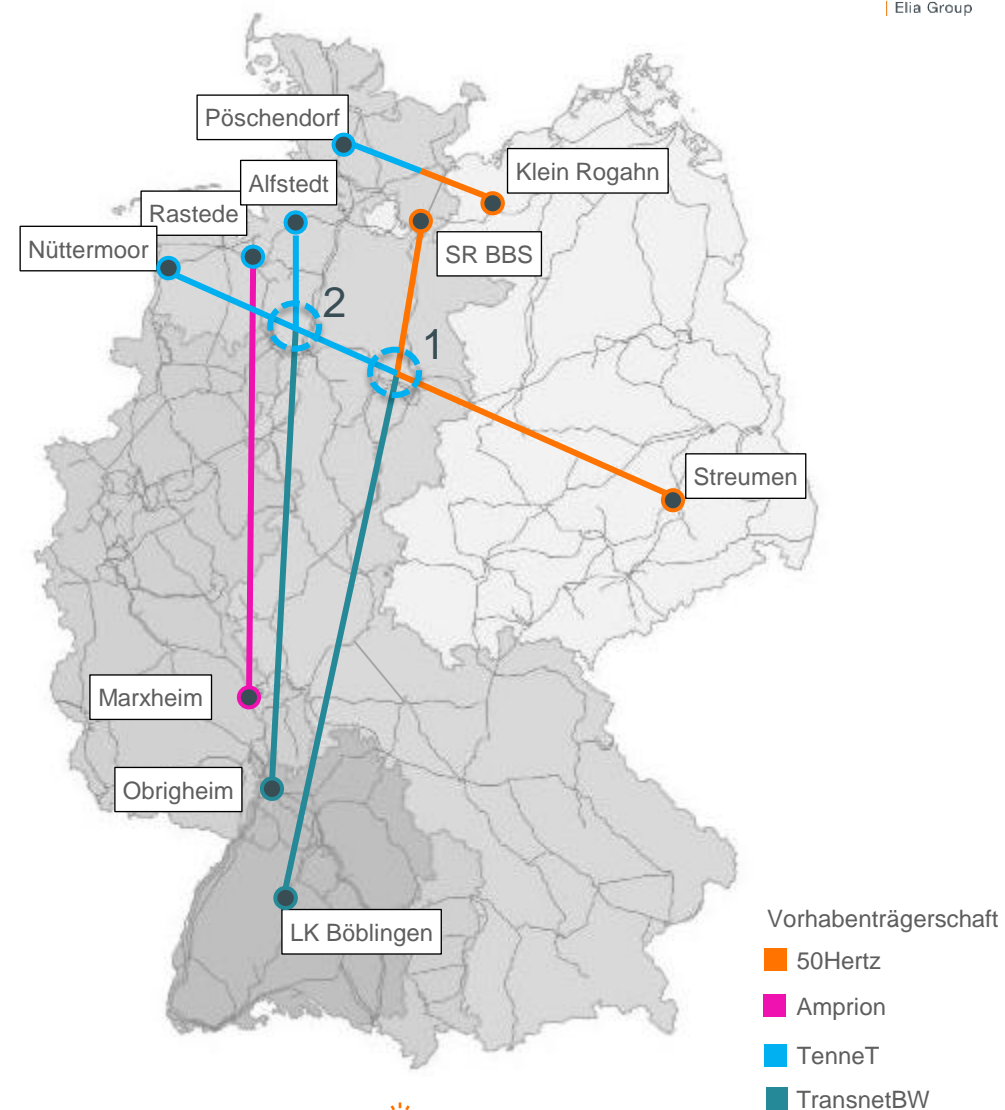 | Elia Group
Pöschendorf
Klein Rogahn
Alfstedt
Rastede
Nüttermoor
SR BBS
2
1
Streumen
Marxheim
Obrigheim
LK Böblingen
Vorhabenträgerschaft
50Hertz
Amprion
TenneT
TransnetBW